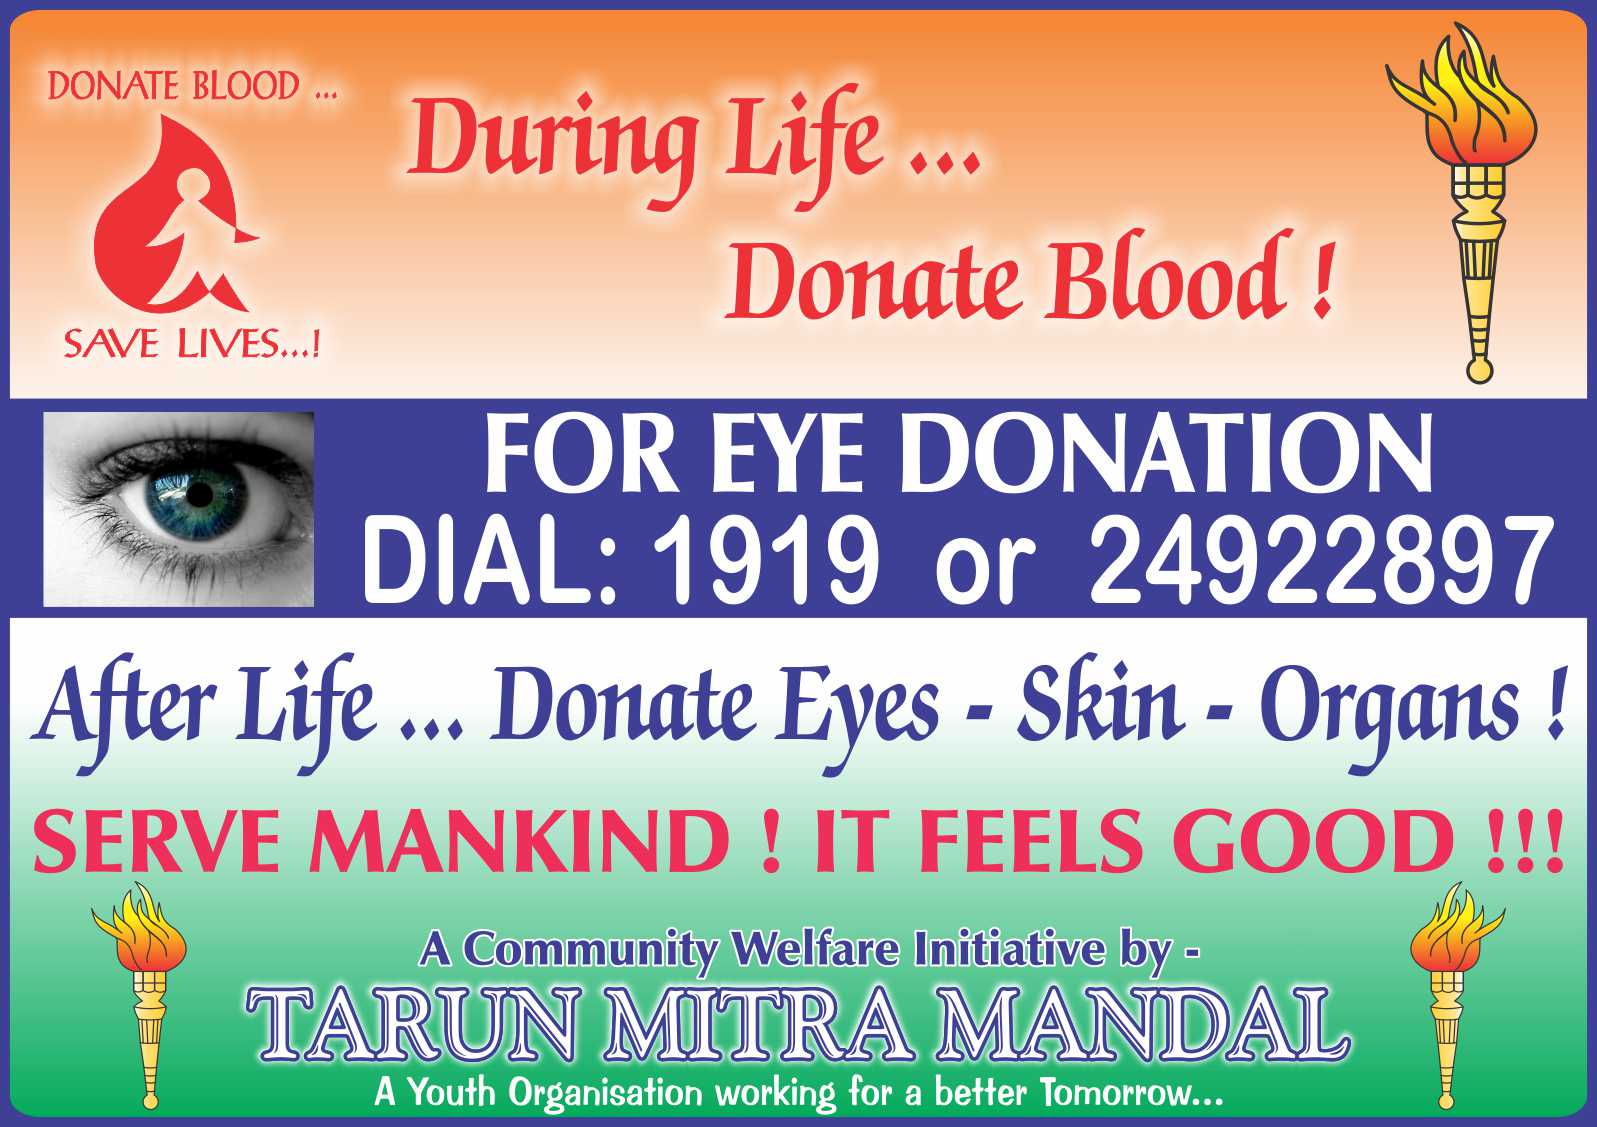 DONATE BLOOD ...
SAVE LIVES...!
During Life ...
Donate Blood !
FOR EYE DONATION
DIAL: 1919 or 24922897
After Life ... Donate Eyes - Skin - Organs !
SERVE MANKIND ! IT FEELS GOOD !!!
A Community Welfare Initiative by -
TARUN MITRA MANDAL
A Youth Organisation working for a better Tomorrow...